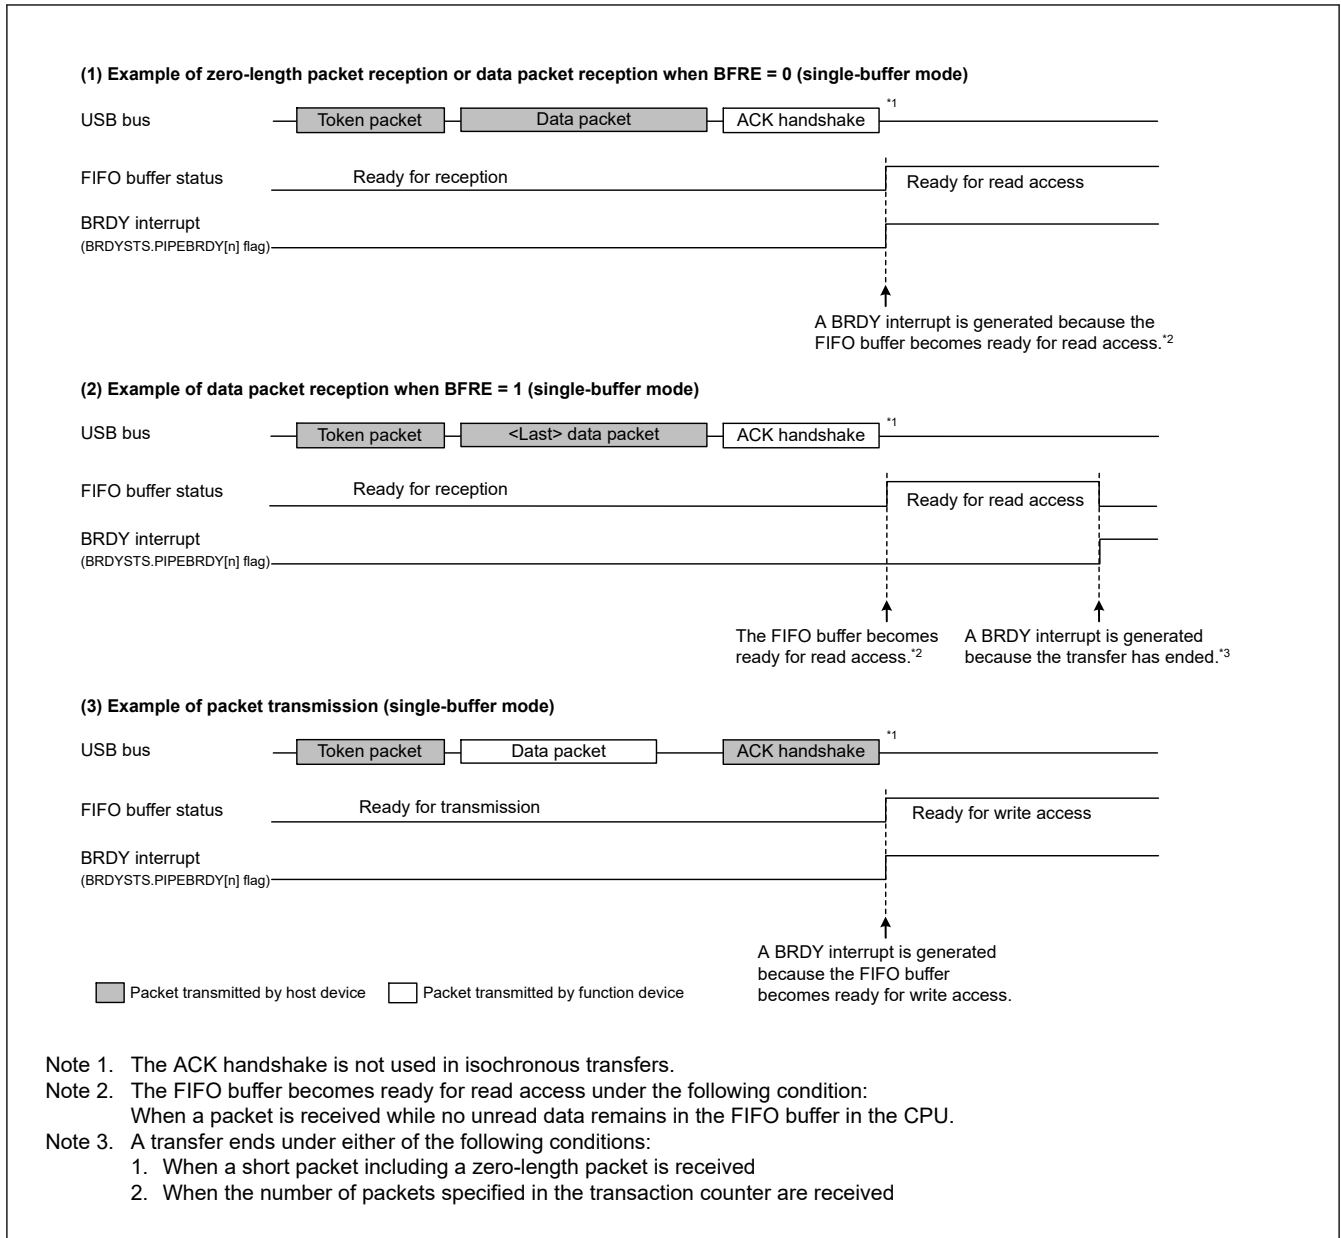 (1) Example of zero-length packet reception or data packet reception when BFRE = 0 (single-buffer mode)
USB bus
Token packet
Data packet
ACK handshake
*1
FIFO buffer status
Ready for reception
Ready for read access
BRDY interrupt
(BRDYSTS.PIPEBRDY[n] flag)
A BRDY interrupt is generated because the
FIFO buffer becomes ready for read access.*2
(2) Example of data packet reception when BFRE = 1 (single-buffer mode)
USB bus
Token packet
<Last> data packet
ACK handshake
*1
FIFO buffer status
Ready for reception
Ready for read access
BRDY interrupt
(BRDYSTS.PIPEBRDY[n] flag)
The FIFO buffer becomes
ready for read access.*2
A BRDY interrupt is generated
because the transfer has ended.*3
(3) Example of packet transmission (single-buffer mode)
USB bus
Token packet
Data packet
ACK handshake
*1
FIFO buffer status
Ready for transmission
Ready for write access
BRDY interrupt
(BRDYSTS.PIPEBRDY[n] flag)
A BRDY interrupt is generated
because the FIFO buffer
becomes ready for write access.
Packet transmitted by host device
Packet transmitted by function device
Note 1. The ACK handshake is not used in isochronous transfers.
Note 2. The FIFO buffer becomes ready for read access under the following condition:
When a packet is received while no unread data remains in the FIFO buffer in the CPU.
Note 3. A transfer ends under either of the following conditions:
1. When a short packet including a zero-length packet is received
2. When the number of packets specified in the transaction counter are received